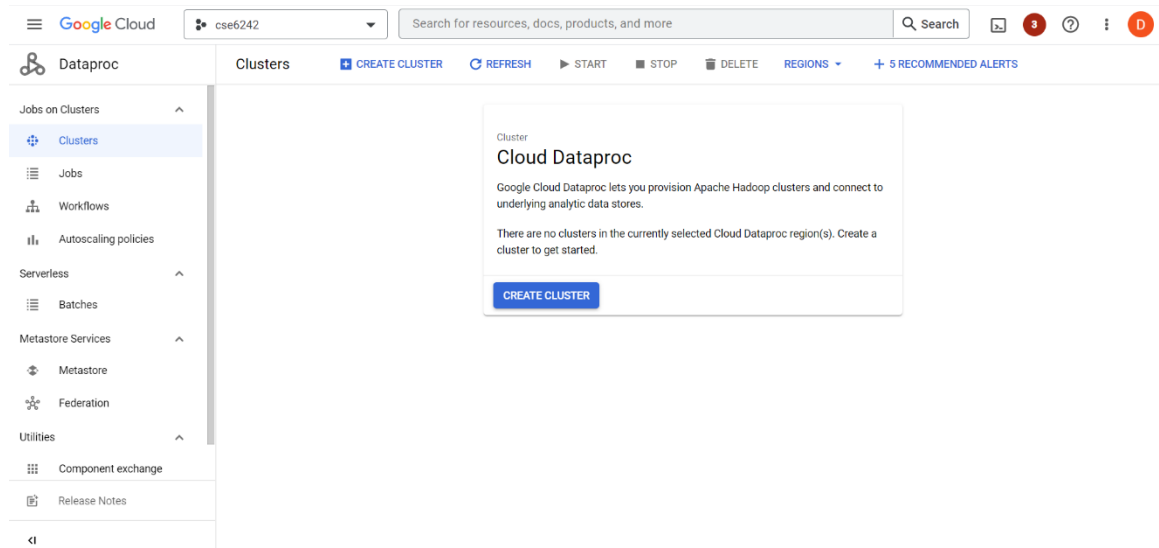 Google Cloud
cse6242
Search for resources, docs, products, and more
Search
3
D
Dataproc
Clusters
CREATE CLUSTER
REFRESH
START
STOP
DELETE
REGIONS
+ 5 RECOMMENDED ALERTS
Jobs on Clusters
Clusters
Jobs
Workflows
Autoscaling policies
Serverless
Batches
Metastore Services
Metastore
Federation
Utilities
Component exchange
Release Notes
Cluster
Cloud Dataproc
Google Cloud Dataproc lets you provision Apache Hadoop clusters and connect to
underlying analytic data stores.
There are no clusters in the currently selected Cloud Dataproc region(s). Create a
cluster to get started.
CREATE CLUSTER